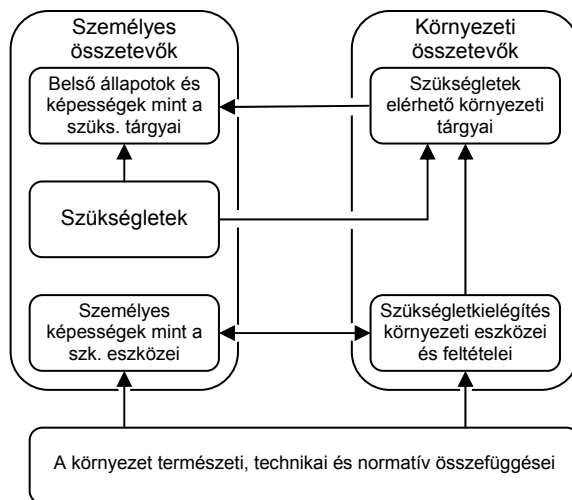 Személyes
összetevők
Belső állapotok és
képességek mint a
szüks. tárgyai
Szükségletek
Személyes
képességek mint a
szk. eszközei
Környezeti
összetevők
Szükségletek
elérhető környezeti
tárgyai
Szükségletkielégítés
környezeti eszközei
és feltételei
A környezet természeti, technikai és normatív összefüggései